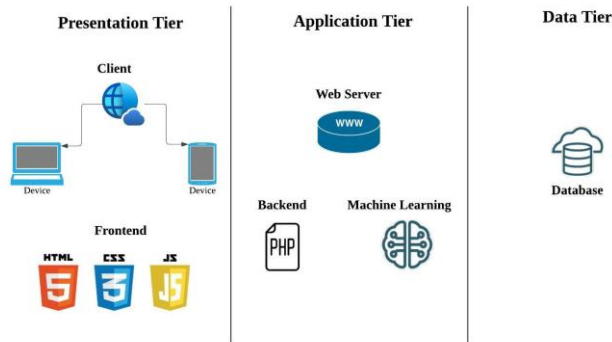 Presentation Tier
Application Tier
Data Tier
Client
Device
Device
Frontend
HTML
5
CSS
3
JS
JS
Web Server
WWW
Backend
Machine Learning
PHP
Database